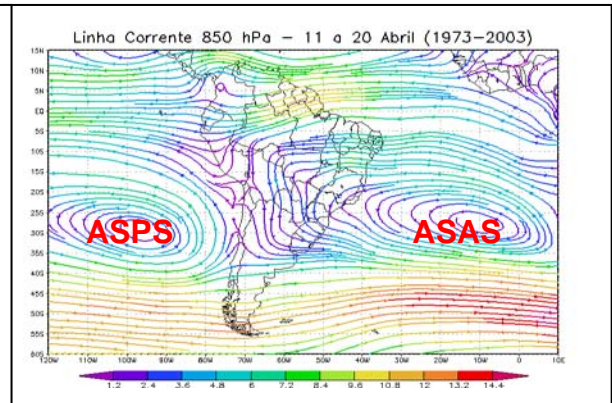 Linha Corrente 850 hPa – 11 a 20 Abril (1973–2003)
15N
10N
5N
EQ
5S
10S
15S
20S
25S
30S
35S
40S
45S
50S
55S
60S
ASPS ASAS
120W 110W 100W 90W 80W 70W 60W 50W 40W 30W 20W 10W 0 10E
1.2 2.4 3.6 4.8 6 7.2 8.4 9.6 10.8 12 13.2 14.4